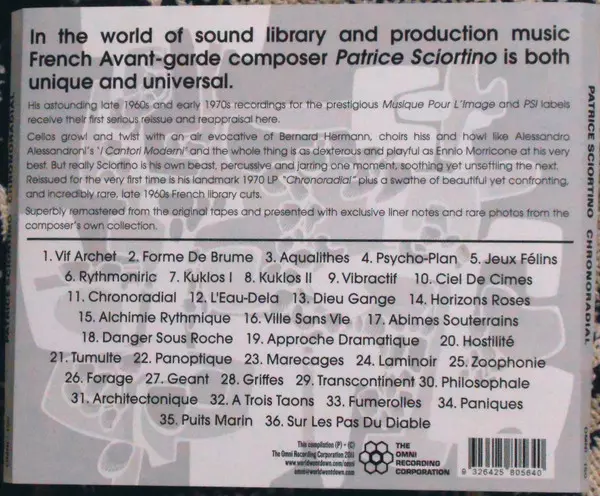 In the world of sound library and production music
French Avant-garde composer Patrice Sciortino is both
unique and universal.
His astounding late 1960s and early 1970s recordings for the prestigious Musique Pour L'Image and PSI labels
receive their first serious reissue and reappraisal here.
Cellos growl and twist with an air evocative of Bernard Hermann, choirs hiss and howl like Alessandro
Alessandroni's "I Cantori Moderni" and the whole thing is as dexterous and playful as Ennio Morricone at his very
best. But really Sciortino is his own beast, percussive and jarring one moment, soothing yet unsettling the next.
Reissued for the very first time is his landmark 1970 LP "Chronoradial" plus a swathe of beautiful yet confronting,
and incredibly rare, late 1960s French library cuts.
Superbly remastered from the original tapes and presented with exclusive liner notes and rare photos from the
composer's own collection.
1. Vif Archet 2. Forme De Brume 3. Aqualithes 4. Psycho-Plan 5. Jeux Félins
6. Rythmoniric 7. Kuklos I 8. Kuklos II 9. Vibractif 10. Ciel De Cimes
11. Chronoradial 12. L'Eau-Dela 13. Dieu Gange 14. Horizons Roses
15. Alchimie Rythmique 16. Ville Sans Vie 17. Abimes Souterrains
18. Danger Sous Roche 19. Approche Dramatique 20. Hostilité
21. Tumulte 22. Panoptique 23. Marecages 24. Laminoir 25. Zoophonie
26. Forage 27. Geant 28. Griffes 29. Transcontinent 30. Philosophale
31. Architectonique 32. A Trois Taons 33. Fumerolles 34. Paniques
35. Puits Marin 36. Sur Les Pas Du Diable
This compilation (P) + (C)
The Omni Recording Corporation 2011
www.worldwestdown.com/omni
omni@worldwestdown.com
THE
OMNI
RECORDING
CORPORATION
9 326425 805640
PATRICE SCIORTINO CHRONORADIAL